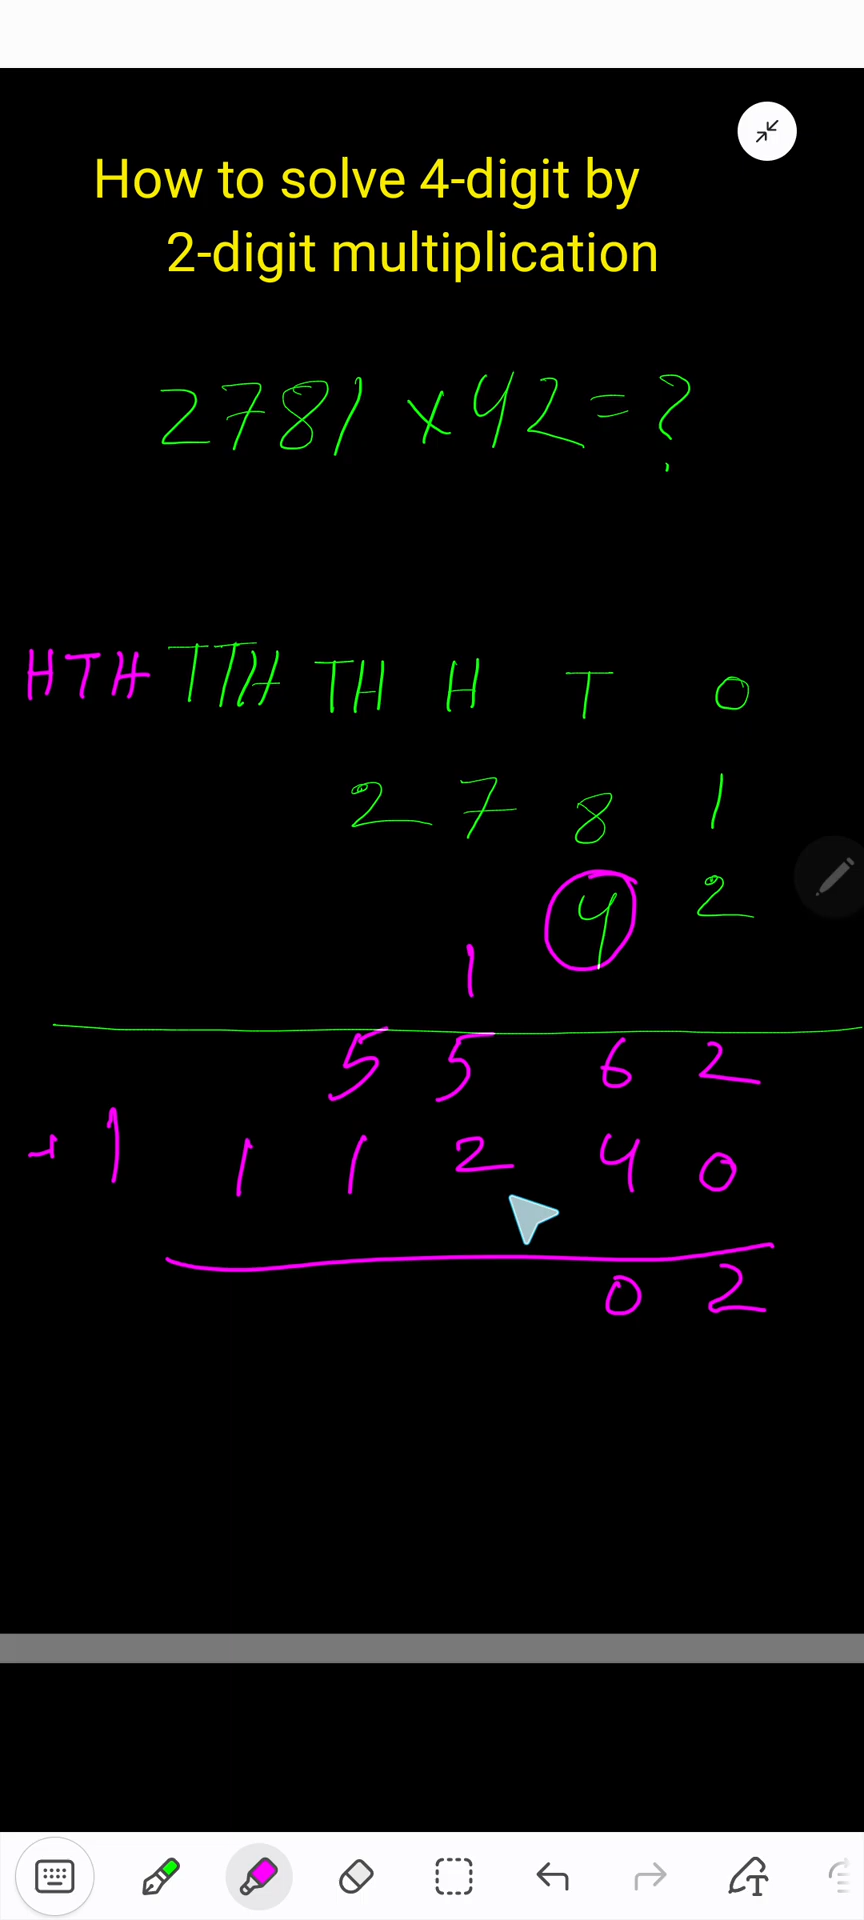 How to solve 4-digit by
2-digit multiplication
2781 x 42 = ?
HTH TTH TH H T O
2 7 8 1
4 2
1
5 5 6 2
+ 1 1 1 2 4 0
0 2